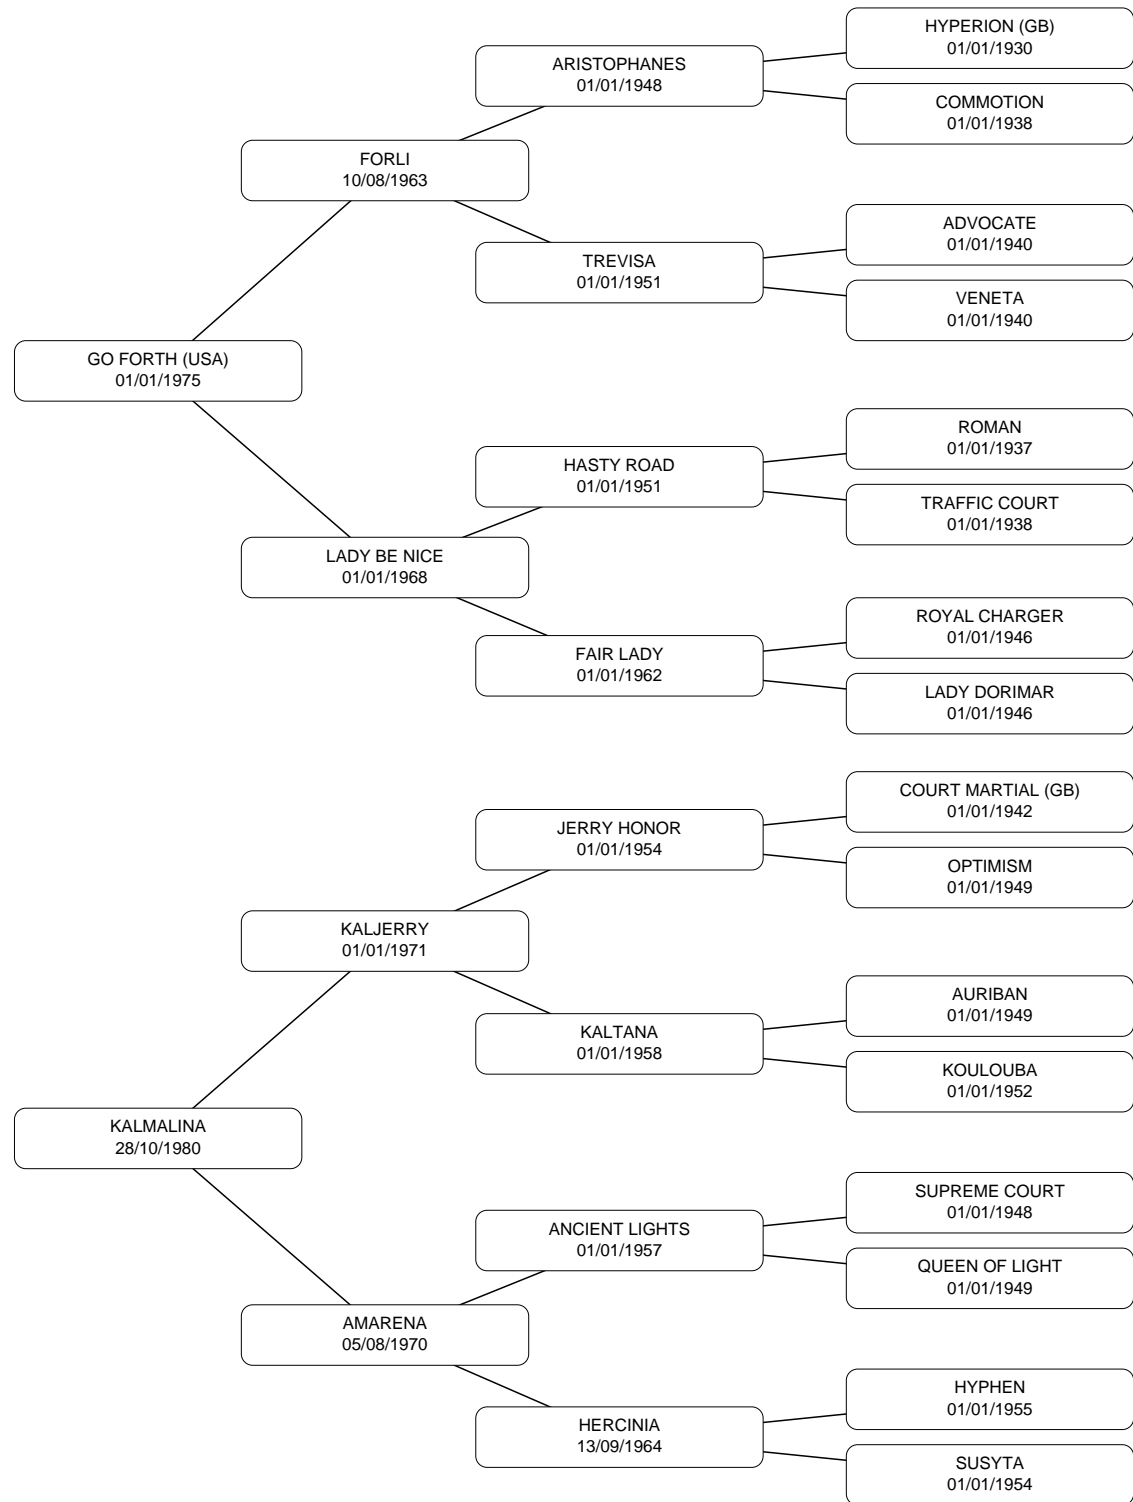 HYPERION (GB)
01/01/1930
ARISTOPHANES
01/01/1948
COMMOTION
01/01/1938
FORLI
10/08/1963
ADVOCATE
01/01/1940
TREVISA
01/01/1951
VENETA
01/01/1940
GO FORTH (USA)
01/01/1975
ROMAN
01/01/1937
HASTY ROAD
01/01/1951
TRAFFIC COURT
01/01/1938
LADY BE NICE
01/01/1968
ROYAL CHARGER
01/01/1946
FAIR LADY
01/01/1962
LADY DORIMAR
01/01/1946
COURT MARTIAL (GB)
01/01/1942
JERRY HONOR
01/01/1954
OPTIMISM
01/01/1949
KALJERRY
01/01/1971
AURIBAN
01/01/1949
KALTANA
01/01/1958
KOULOUBA
01/01/1952
KALMALINA
28/10/1980
SUPREME COURT
01/01/1948
ANCIENT LIGHTS
01/01/1957
QUEEN OF LIGHT
01/01/1949
AMARENA
05/08/1970
HYPHEN
01/01/1955
HERCINIA
13/09/1964
SUSYTA
01/01/1954